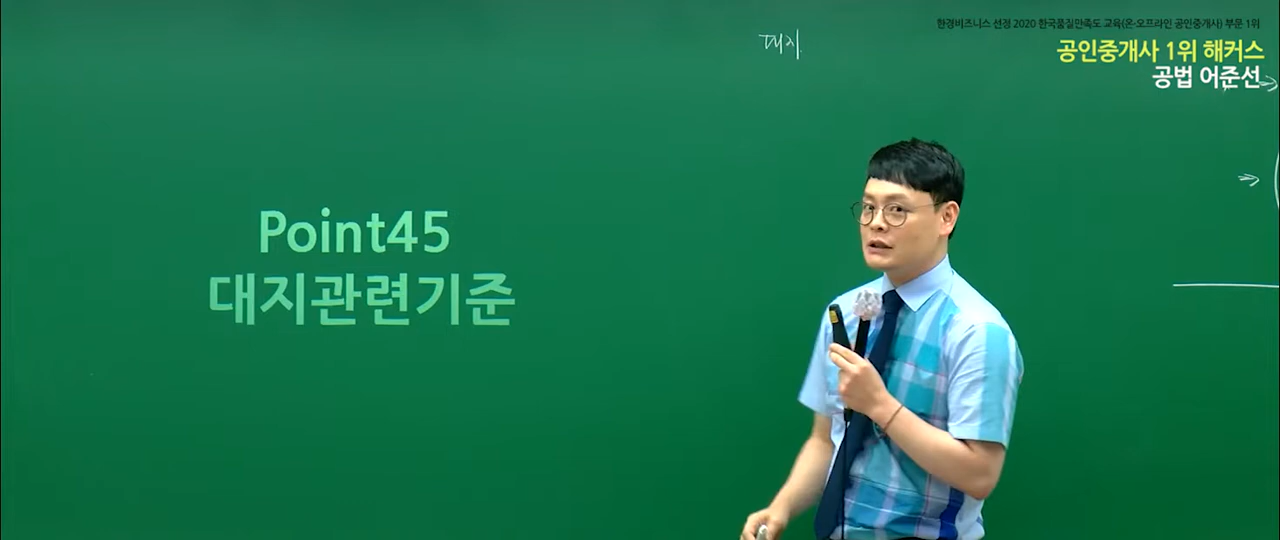 한경비즈니스 선정 2020 한국품질만족도 교육(온·오프라인 공인중개사) 부문 1위
공인중개사 1위 해커스
공법 어준선
대지
Point45
대지관련기준